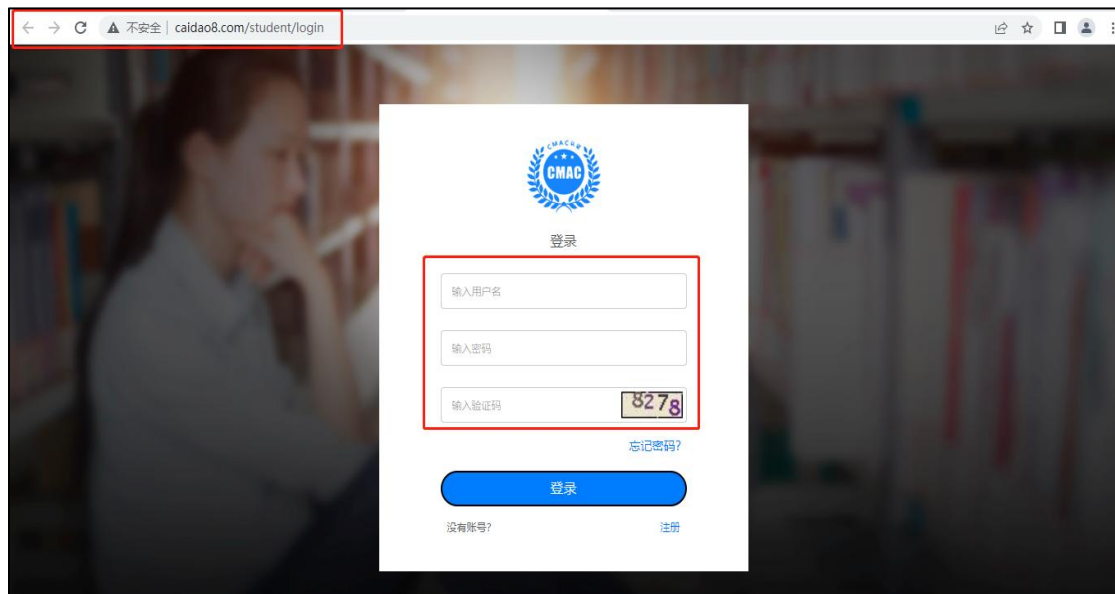 不安全 | caidao8.com/student/login
CMAC
登录
输入用户名
输入密码
输入验证码
8278
忘记密码?
登录
没有账号?
注册